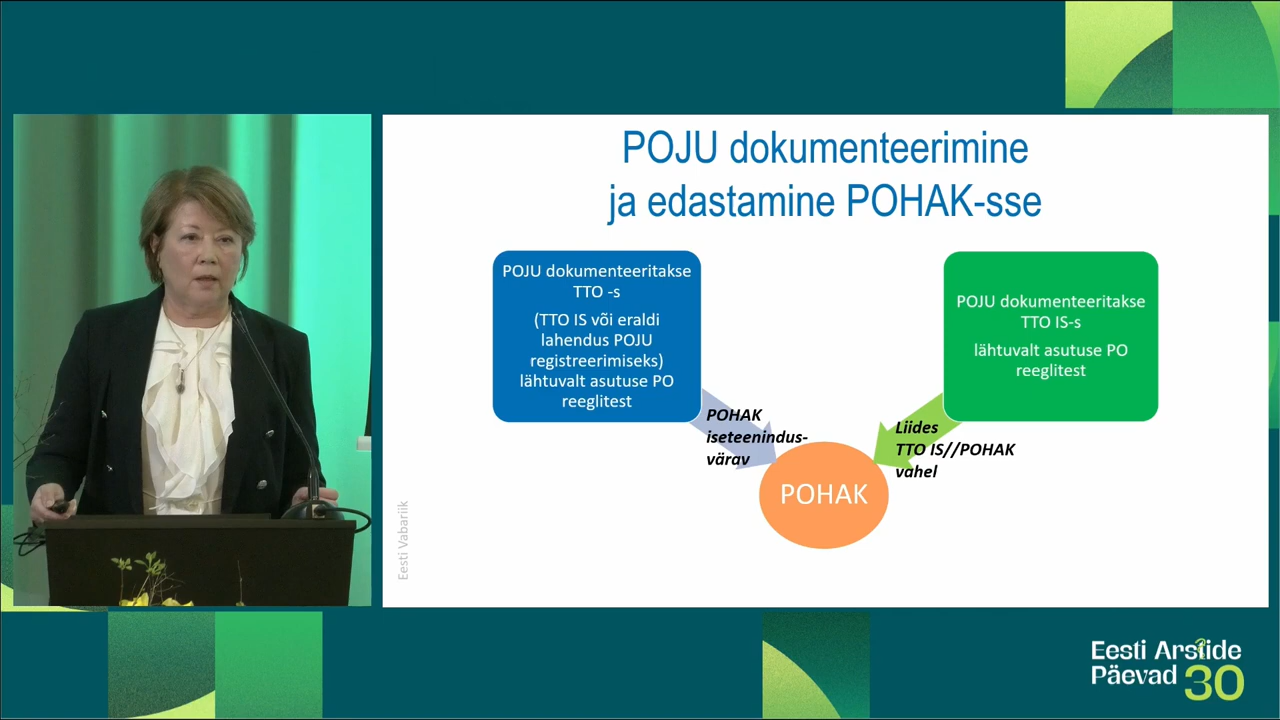 POJU dokumenteerimine
ja edastamine POHAK-sse
POJU dokumenteeritakse
TTO -s
(TTO IS või eraldi
lahendus POJU
registreerimiseks)
lähtuvalt asutuse PO
reeglitest
POJU dokumenteeritakse
TTO IS-s
lähtuvalt asutuse PO
reeglitest
POHAK
iseteenindus-
värav
Liides
TTO IS//POHAK
vahel
POHAK
Eesti Vabariik
Eesti Arstide
Päevad 30